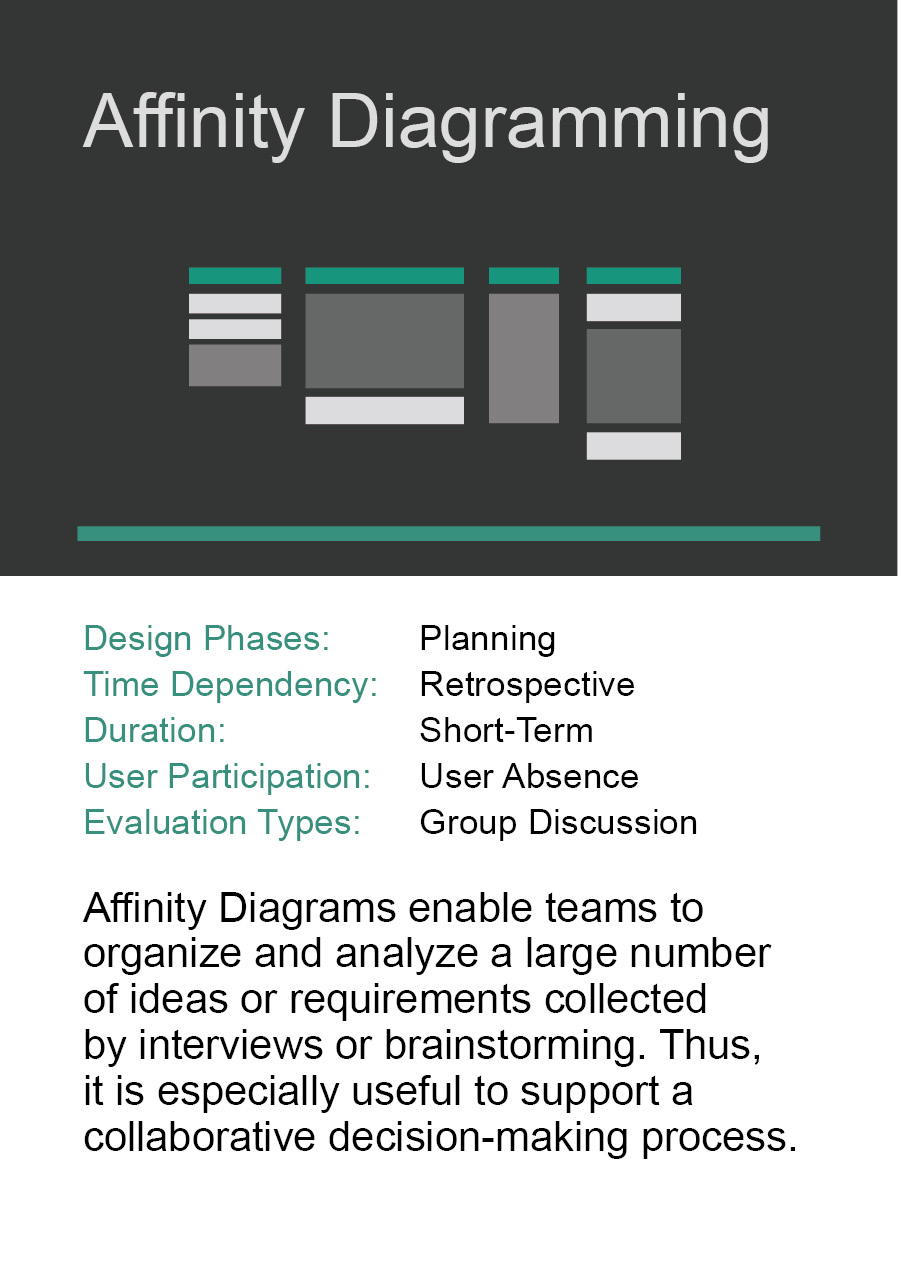 Affinity Diagramming
Design Phases: Planning
Time Dependency: Retrospective
Duration: Short-Term
User Participation: User Absence
Evaluation Types: Group Discussion
Affinity Diagrams enable teams to
organize and analyze a large number
of ideas or requirements collected
by interviews or brainstorming. Thus,
it is especially useful to support a
collaborative decision-making process.